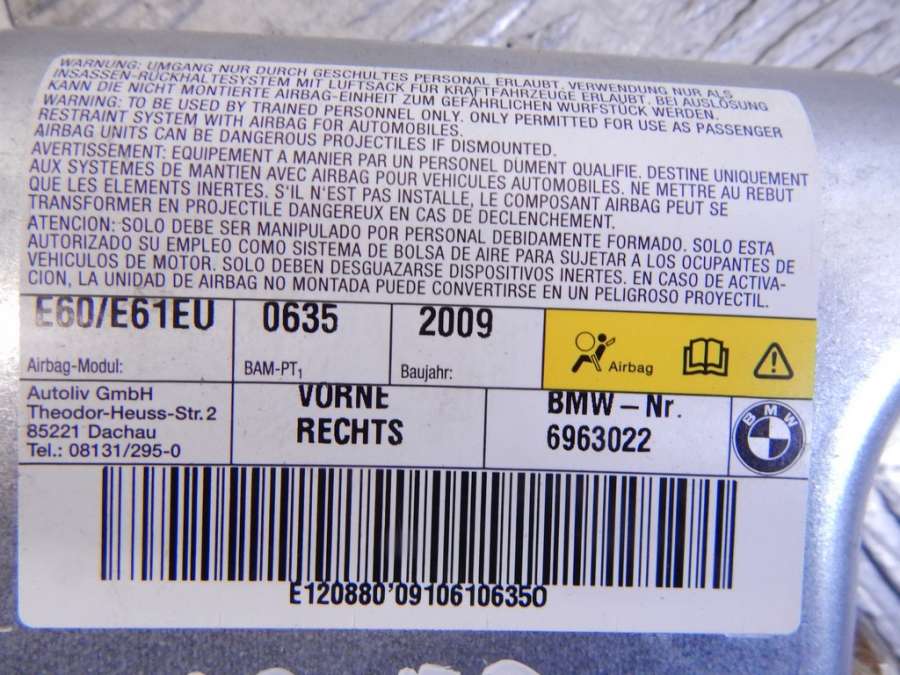 WARNUNG: UMGANG NUR DURCH GESCHULTES PERSONAL ERLAUBT. VERWENDUNG NUR ALS
INSASSEN-RÜCKHALTESYSTEM MIT LUFTSACK FÜR KRAFTFAHRZEUGE ERLAUBT. BEI AUSLÖSUNG
KANN DIE NICHT MONTIERTE AIRBAG-EINHEIT ZUM GEFÄHRLICHEN WURFSTÜCK WERDEN.
WARNING: TO BE USED BY TRAINED PERSONNEL ONLY. ONLY PERMITTED FOR USE AS PASSENGER
RESTRAINT SYSTEM WITH AIRBAG FOR AUTOMOBILES.
AIRBAG UNITS CAN BE DANGEROUS PROJECTILES IF DISMOUNTED.
AVERTISSEMENT: EQUIPEMENT A MANIER PAR UN PERSONEL DUMENT QUALIFIE. DESTINE UNIQUEMENT
AUX SYSTEMES DE MANTIEN AVEC AIRBAG POUR VEHICULES AUTOMOBILES. NE METTRE AU REBUT
QUE LES ELEMENTS INERTES. S'IL N'EST PAS INSTALLE, LE COMPOSANT AIRBAG PEUT SE
TRANSFORMER EN PROJECTILE DANGEREUX EN CAS DE DECLENCHEMENT.
ATENCION: SOLO DEBE SER MANIPULADO POR PERSONAL DEBIDAMENTE FORMADO. SOLO ESTA
AUTORIZADO SU EMPLEO COMO SISTEMA DE BOLSA DE AIRE PARA SUJETAR A LOS OCUPANTES DE
VEHICULOS DE MOTOR. SOLO DEBEN DESGUAZARSE DISPOSITIVOS INERTES. EN CASO DE ACTIVA-
CION, LA UNIDAD DE AIRBAG NO MONTADA PUEDE CONVERTIRSE EN UN PELIGROSO PROYECTIL.
E60/E61EU 0635 2009
Airbag
Airbag-Modul: BAM-PT1 Baujahr:
Autoliv GmbH
Theodor-Heuss-Str. 2
85221 Dachau
Tel.: 08131/295-0
VORNE
RECHTS
BMW-Nr.
6963022
BMW
E120880'0910610635O